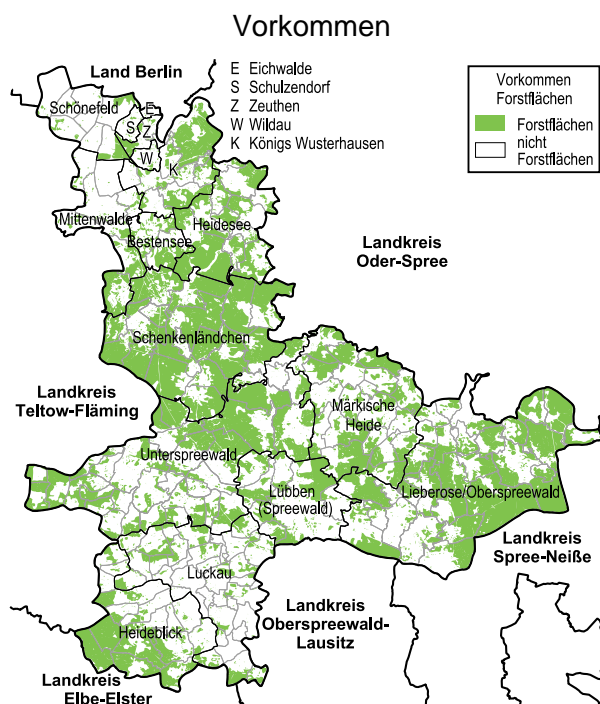 Vorkommen
Land Berlin
E Eichwalde
S Schulzendorf
Z Zeuthen
W Wildau
K Königs Wusterhausen
Vorkommen
Forstflächen
Forstflächen
nicht
Forstflächen
Schönefeld
E
S
Z
W
K
Mittenwalde
Heidesee
Bestensee
Landkreis
Oder-Spree
Schenkenländchen
Landkreis
Teltow-Fläming
Märkische
Heide
Unterspreewald
Lübben
(Spreewald)
Lieberose/Oberspreewald
Landkreis
Spree-Neiße
Luckau
Landkreis
Oberspreewald-
Lausitz
Heideblick
Landkreis
Elbe-Elster